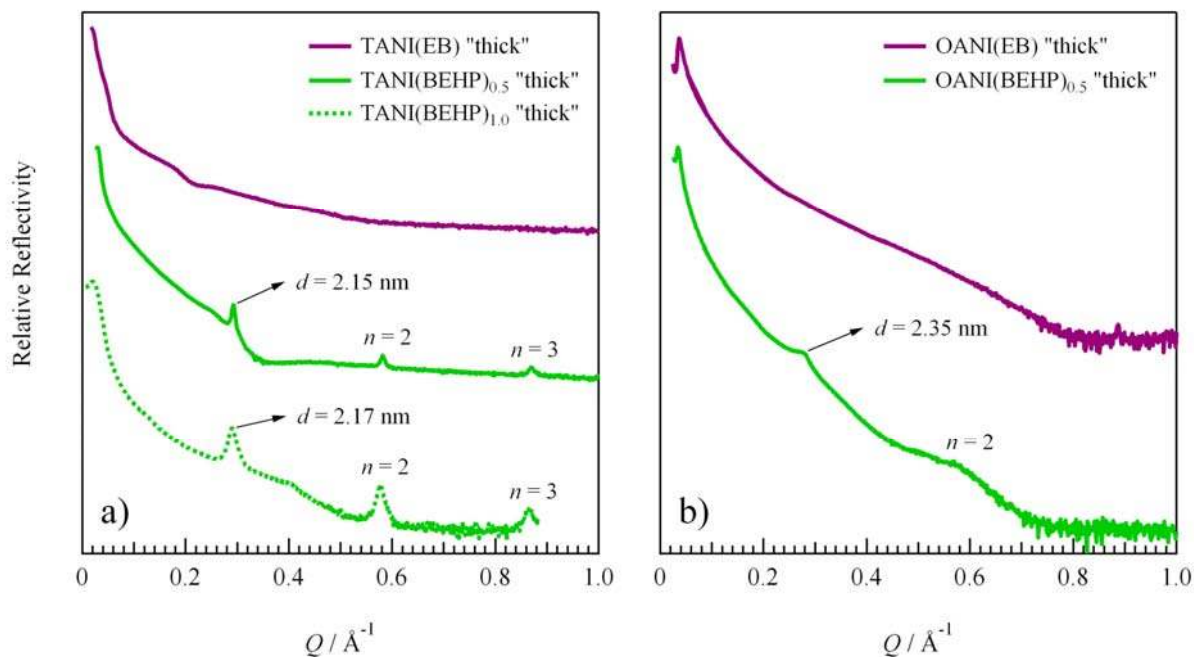 Relative Reflectivity
TANI(EB) "thick"
TANI(BEHP)0.5 "thick"
TANI(BEHP)1.0 "thick"
d = 2.15 nm
n = 2
n = 3
d = 2.17 nm
n = 2
n = 3
a)
0 0.2 0.4 0.6 0.8 1.0
Q / Å-1
OANI(EB) "thick"
OANI(BEHP)0.5 "thick"
d = 2.35 nm
n = 2
b)
0 0.2 0.4 0.6 0.8 1.0
Q / Å-1